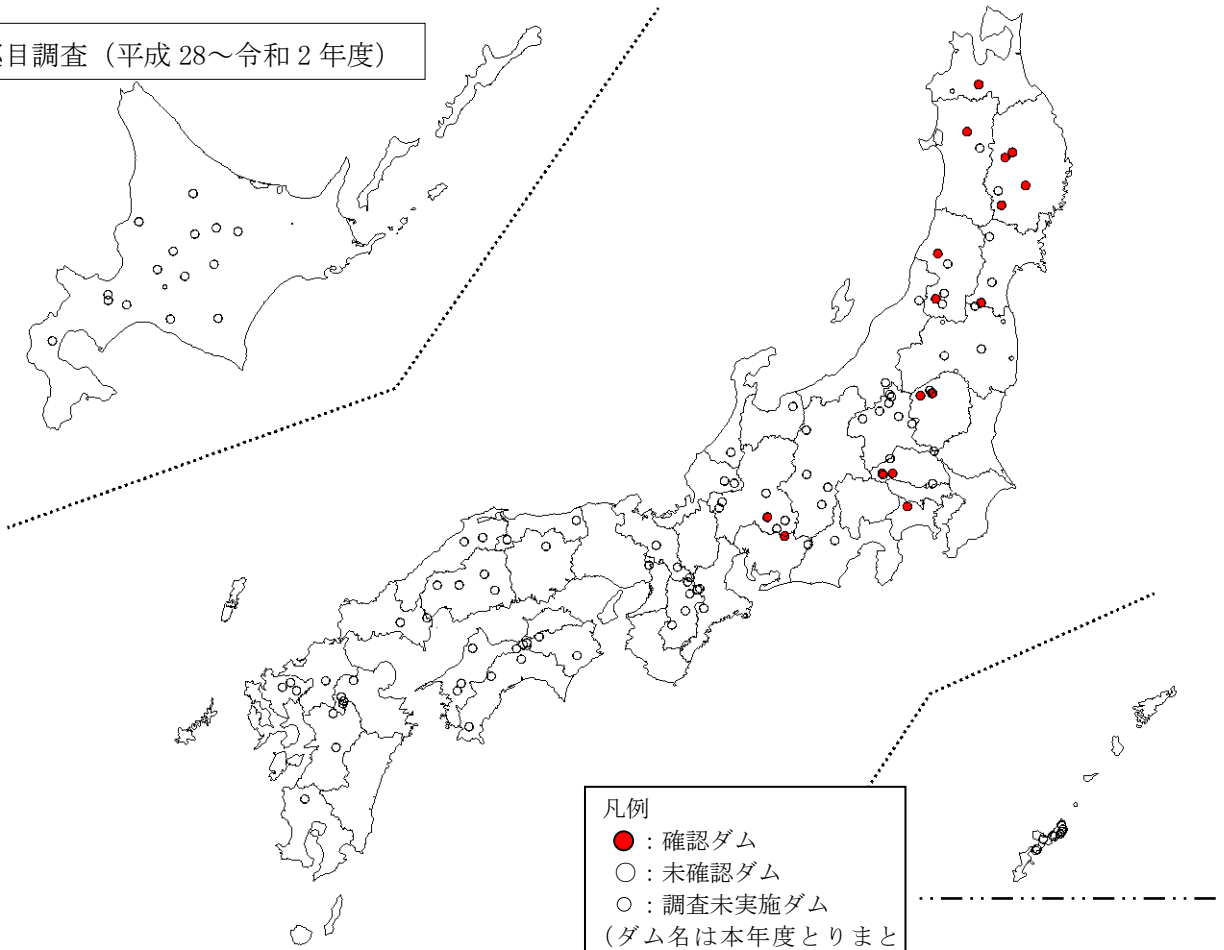 目調査（平成 28～令和 2 年度）
凡例
：確認ダム
：未確認ダム
：調査未実施ダム
（ダム名は本年度とりまと